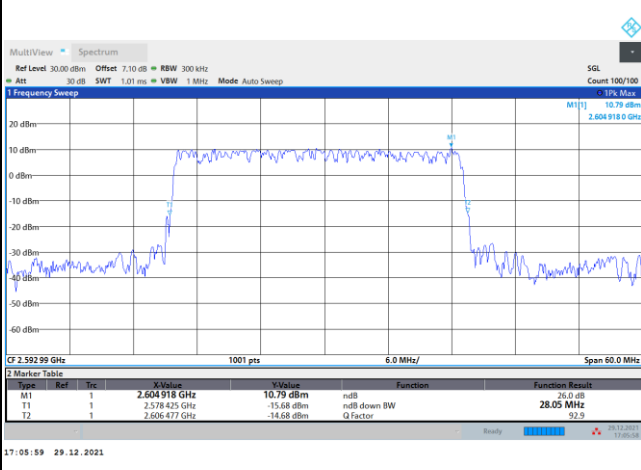 MultiView Spectrum
Ref Level 30.00 dBm Offset 7.10 dB RBW 300 kHz SGL
Att 30 dB SWT 1.01 ms VBW 1 MHz Mode Auto Sweep Count 100/100
1 Frequency Sweep 1Pk Max
M1[1] 10.79 dBm
2.604 918 0 GHz
20 dBm
M1
10 dBm
0 dBm
-10 dBm
T1 T2
-20 dBm
-30 dBm
-40 dBm
-50 dBm
-60 dBm
CF 2.592 99 GHz 1001 pts 6.0 MHz/ Span 60.0 MHz
2 Marker Table
Type Ref Trc X-Value Y-Value Function Function Result
M1 1 2.604 918 GHz 10.79 dBm ndB 26.0 dB
T1 1 2.578 425 GHz -15.68 dBm ndB down BW 28.05 MHz
T2 1 2.606 477 GHz -14.68 dBm Q Factor 92.9
Ready 29.12.2021
17:05:58
17:05:59 29.12.2021